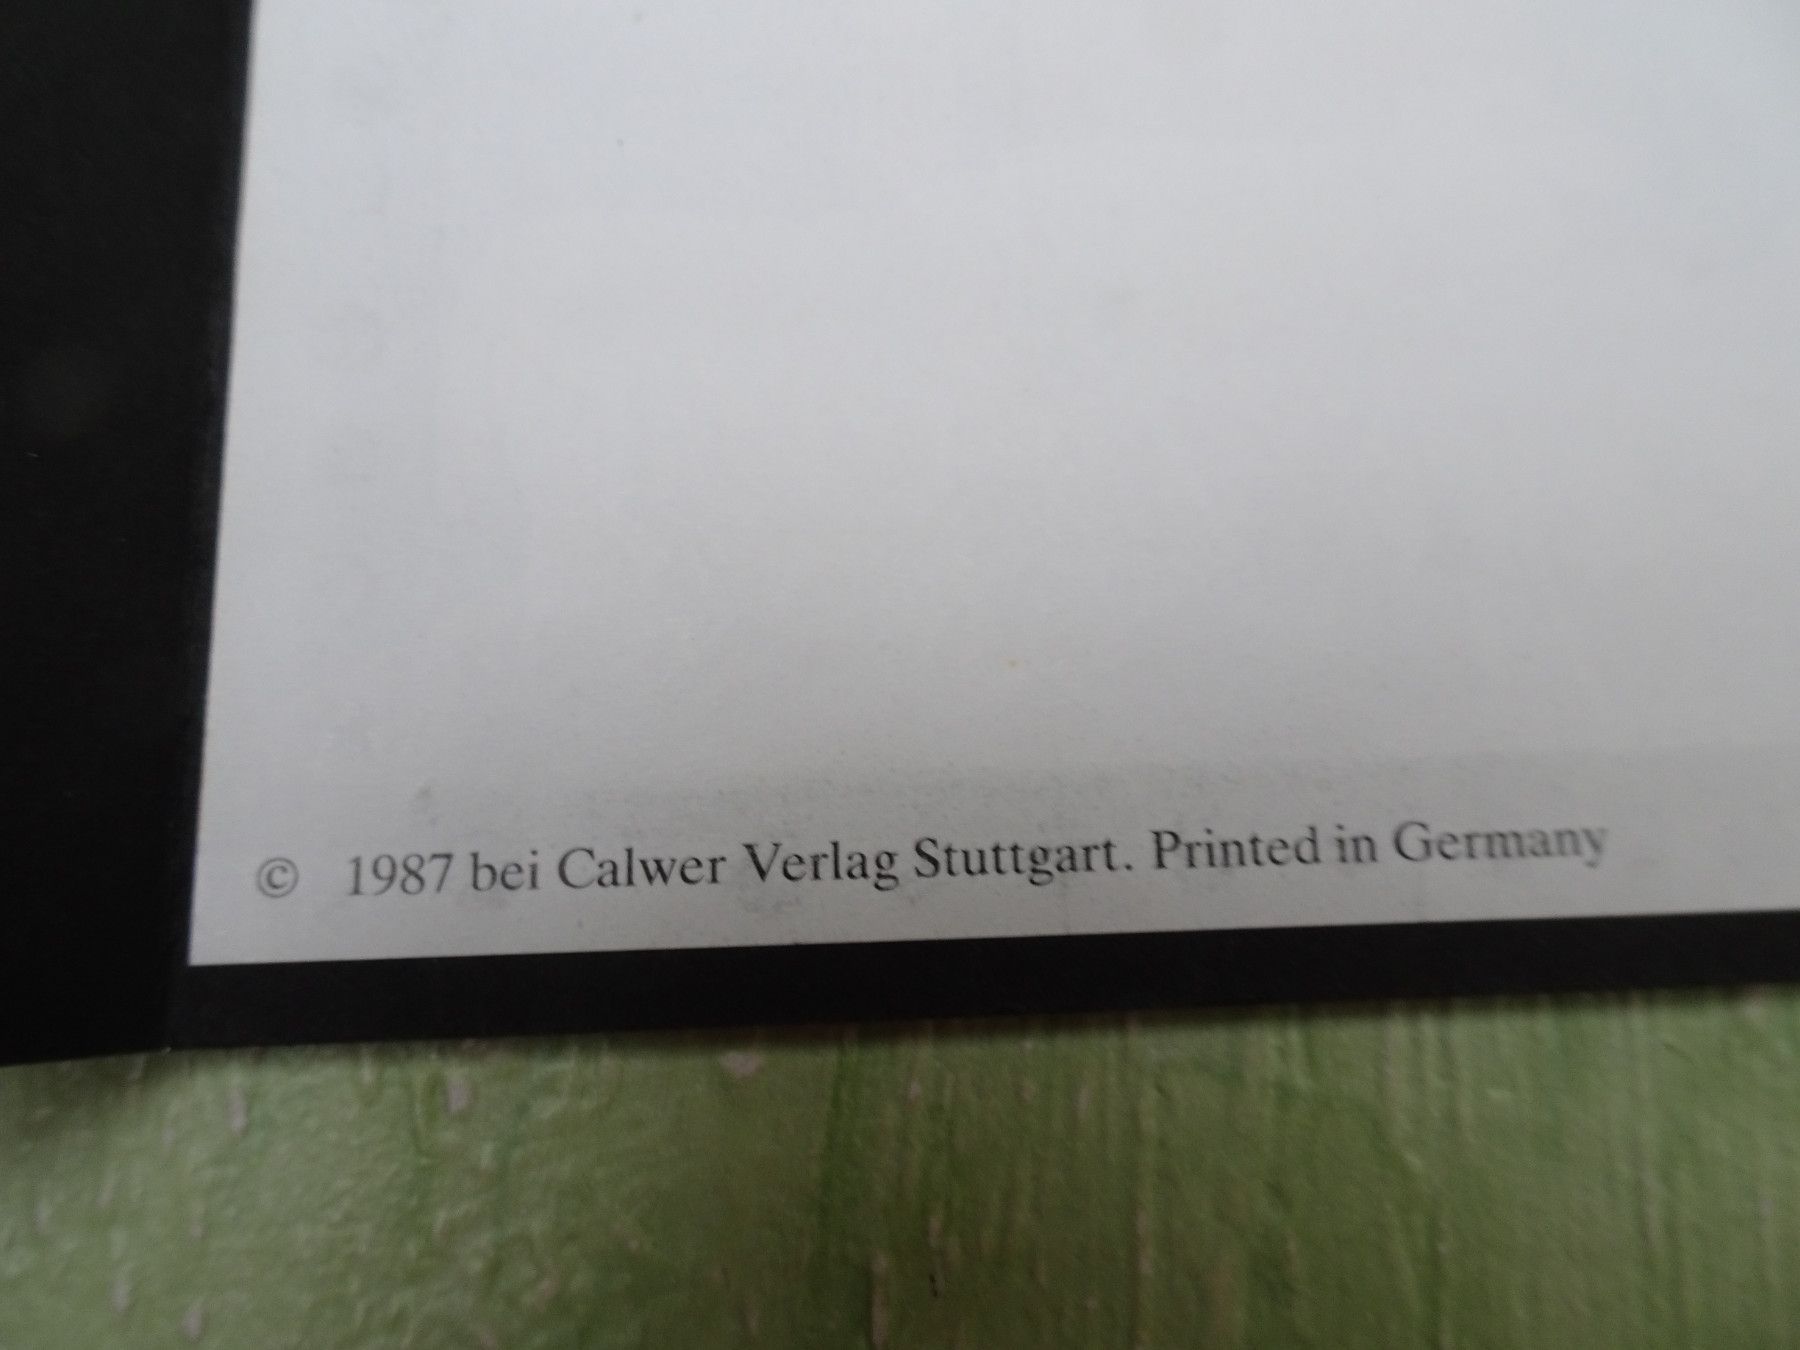 © 1987 bei Calwer Verlag Stuttgart. Printed in Germany